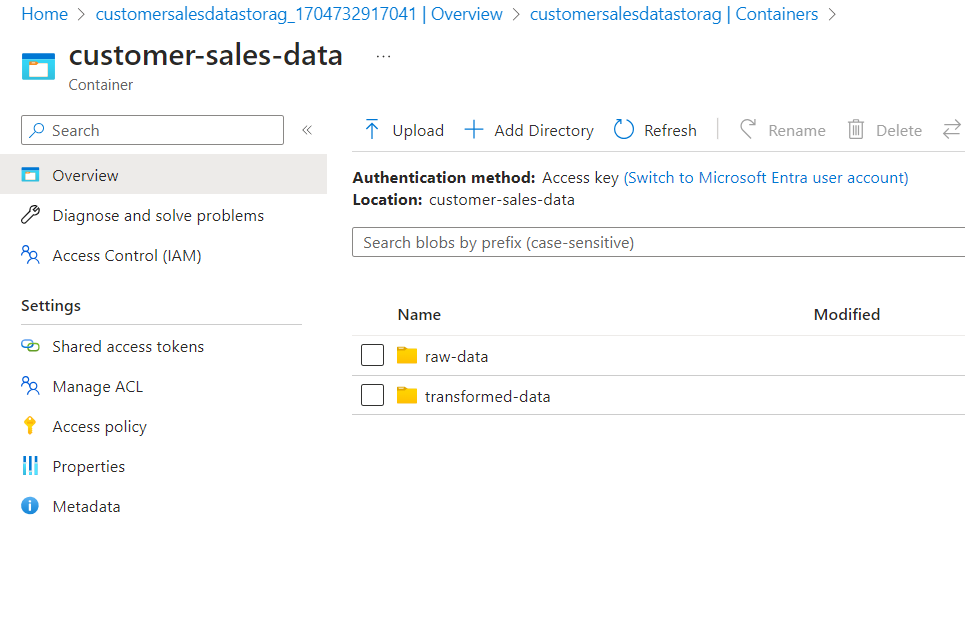 Home > customersalesdatastorag_1704732917041 | Overview > customersalesdatastorag | Containers >
customer-sales-data ...
Container
Search «
Upload Add Directory Refresh Rename Delete
Overview
Diagnose and solve problems
Access Control (IAM)
Settings
Shared access tokens
Manage ACL
Access policy
Properties
Metadata
Authentication method: Access key (Switch to Microsoft Entra user account)
Location: customer-sales-data
Search blobs by prefix (case-sensitive)
Name Modified
raw-data
transformed-data